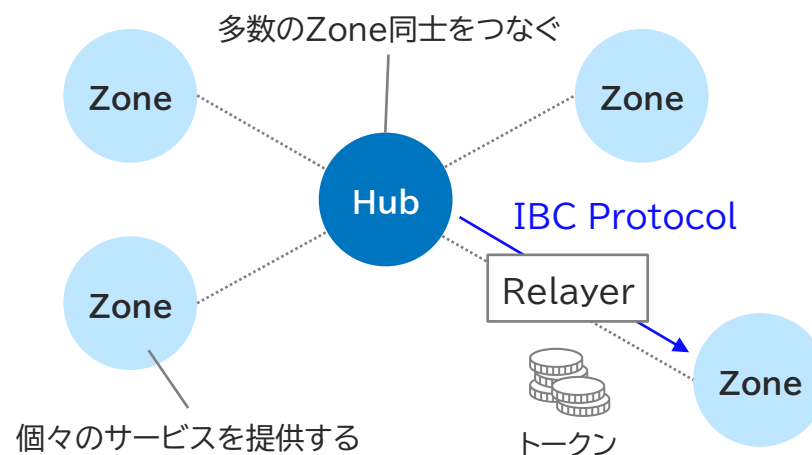 多数のZone同士をつなぐ
Zone
Zone
Hub
IBC Protocol
Relayer
Zone
Zone
個々のサービスを提供する
トークン